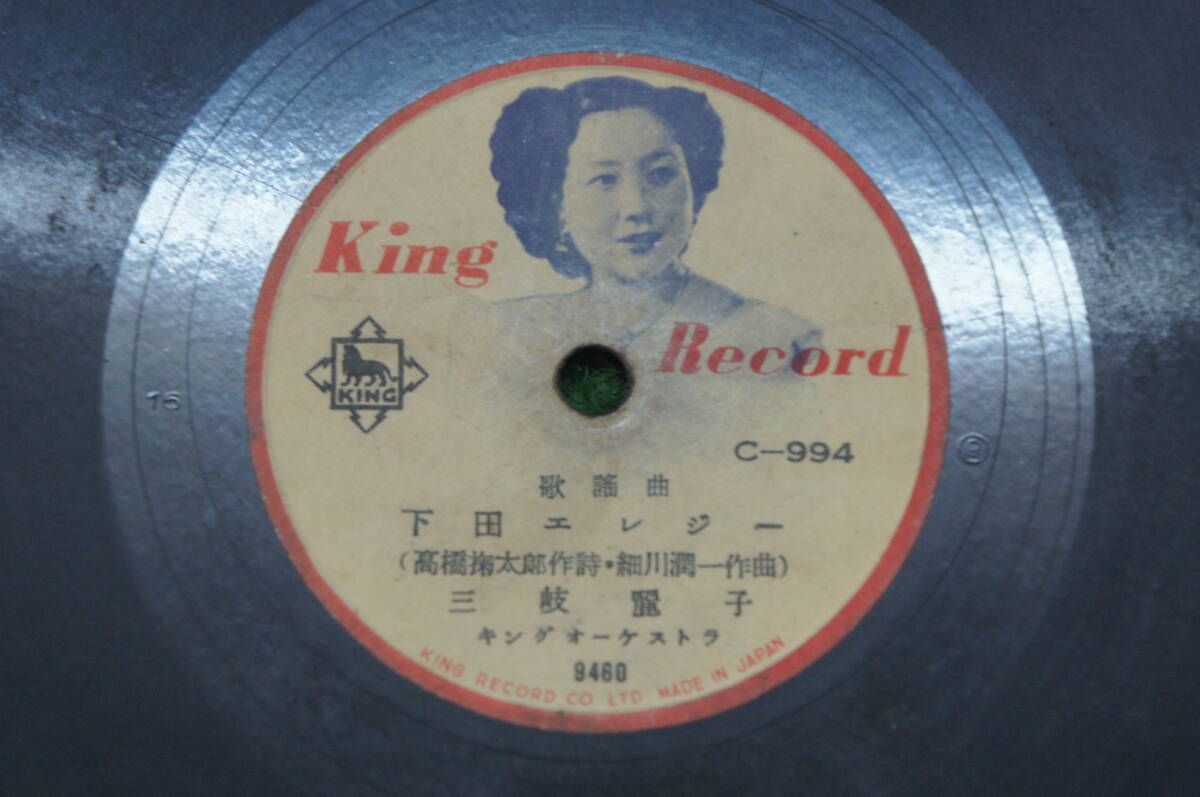 King
Record
KING
15
C-994
歌謡曲
下田エレジー
(髙橋掬太郎作詩・細川潤一作曲)
三岐麗子
キングオーケストラ
9460
KING RECORD CO LTD MADE IN JAPAN